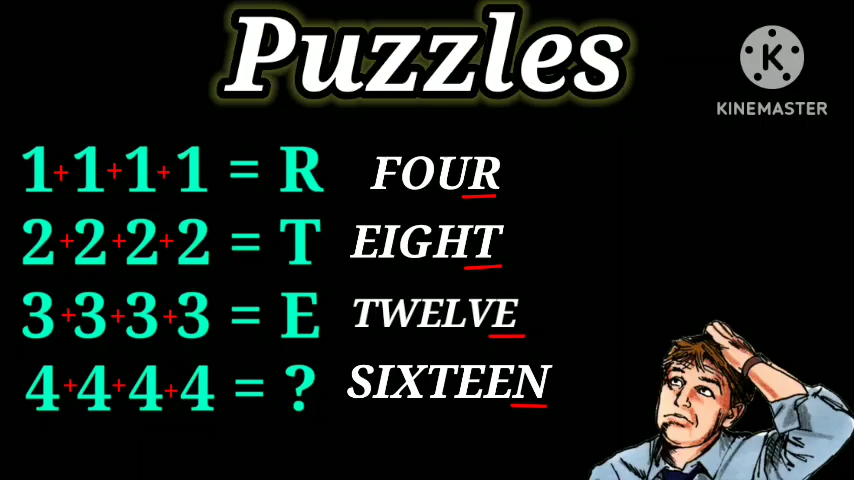 Puzzles
KINEMASTER
1+1+1+1 = R FOUR
2+2+2+2 = T EIGHT
3+3+3+3 = E TWELVE
4+4+4+4 = ? SIXTEEN